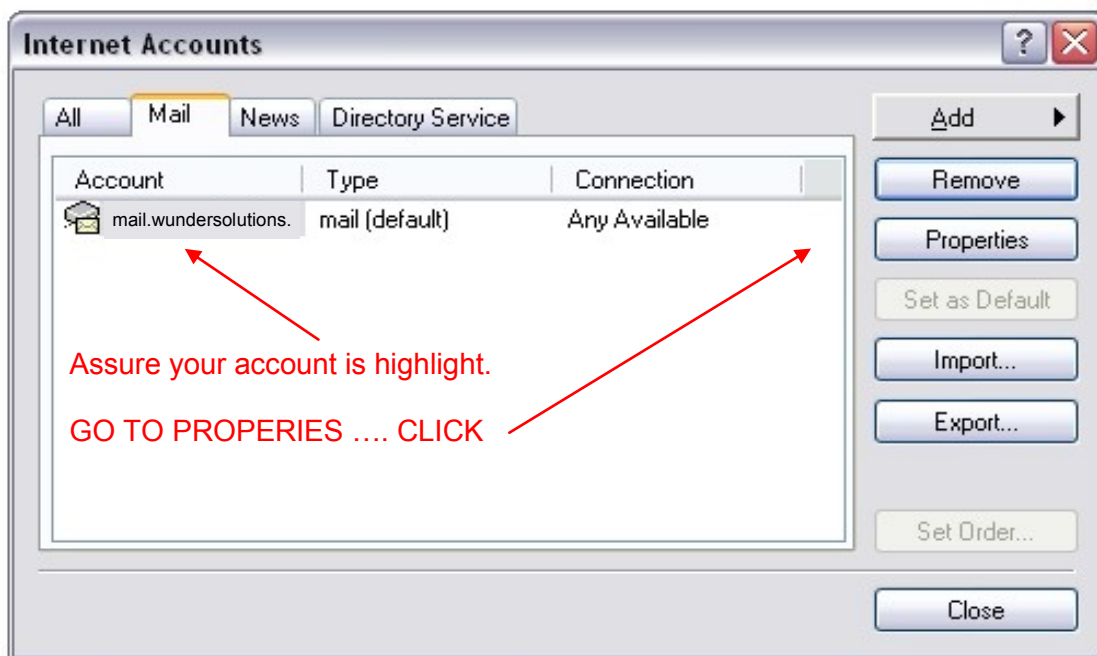 Internet Accounts
?
All Mail News Directory Service
Add
Account Type Connection
Remove
mail.wundersolutions. mail (default) Any Available
Properties
Set as Default
Assure your account is highlight.
Import...
GO TO PROPERIES .... CLICK
Export...
Set Order...
Close